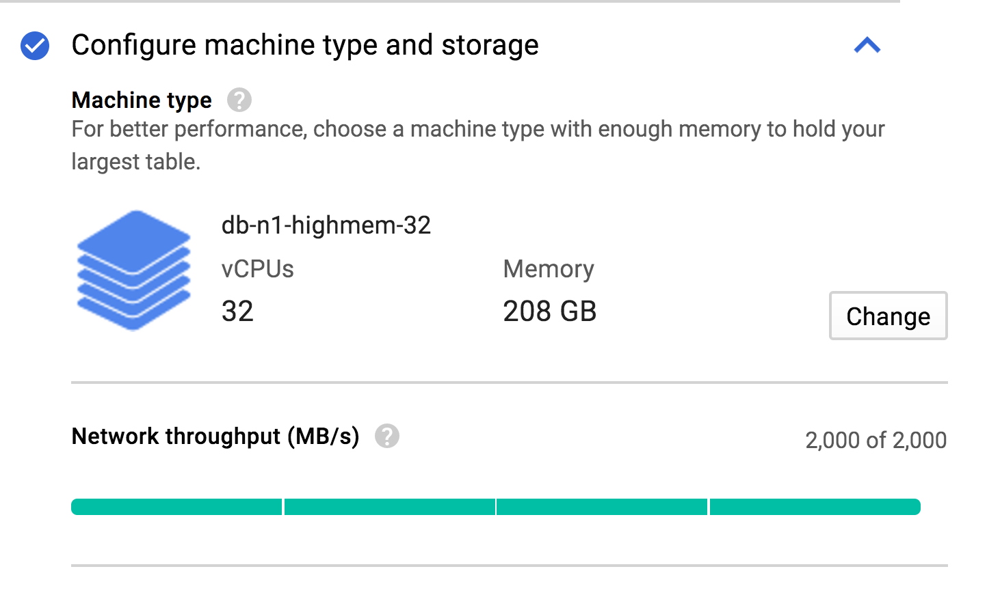 Configure machine type and storage
Machine type ?
For better performance, choose a machine type with enough memory to hold your
largest table.
db-n1-highmem-32
vCPUs Memory
32 208 GB
Change
Network throughput (MB/s) ? 2,000 of 2,000